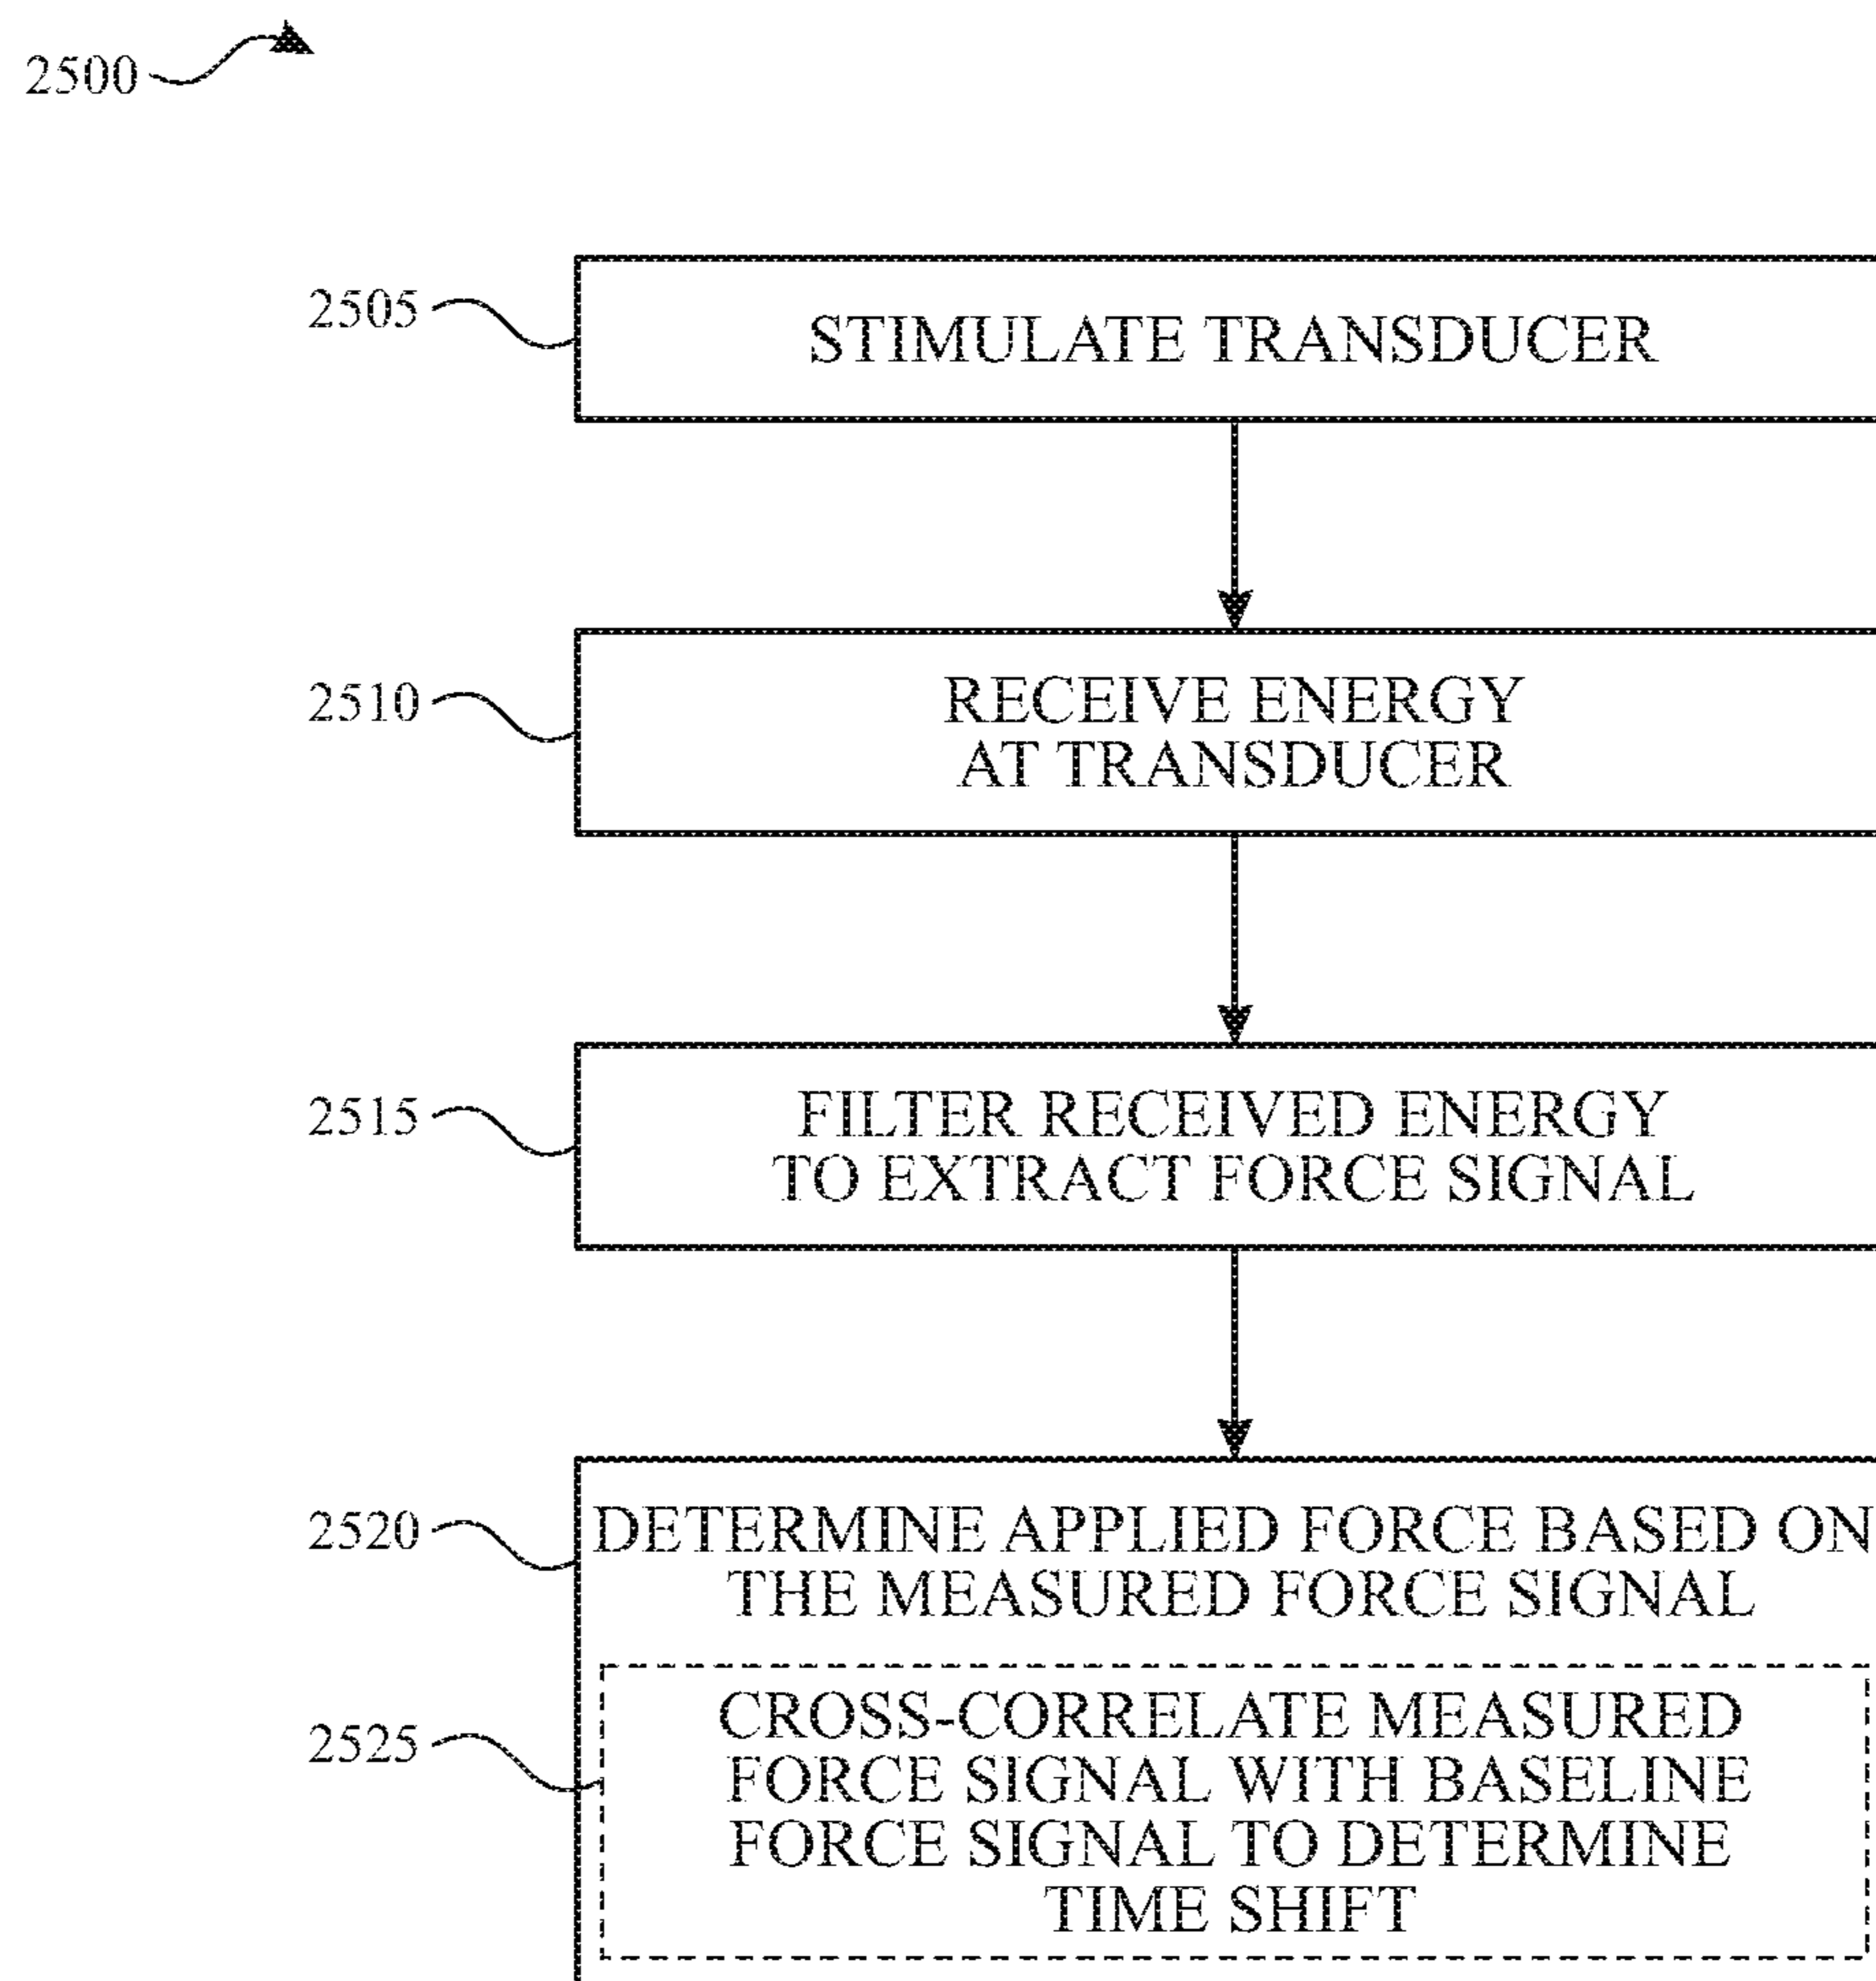 2500
2505
STIMULATE TRANSDUCER
2510
RECEIVE ENERGY
AT TRANSDUCER
2515
FILTER RECEIVED ENERGY
TO EXTRACT FORCE SIGNAL
2520
DETERMINE APPLIED FORCE BASED ON
THE MEASURED FORCE SIGNAL
2525
CROSS-CORRELATE MEASURED
FORCE SIGNAL WITH BASELINE
FORCE SIGNAL TO DETERMINE
TIME SHIFT